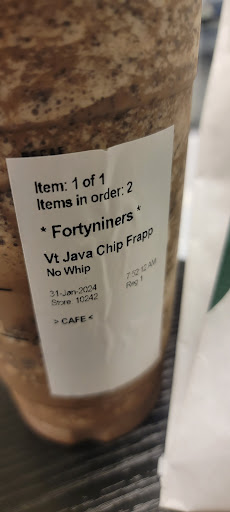 Item: 1 of 1
Items in order: 2
* Fortyniners *
Vt Java Chip Frapp
No Whip
31-Jan-2024 7:52:12 AM
Store: 10242 Reg 1
> CAFE <